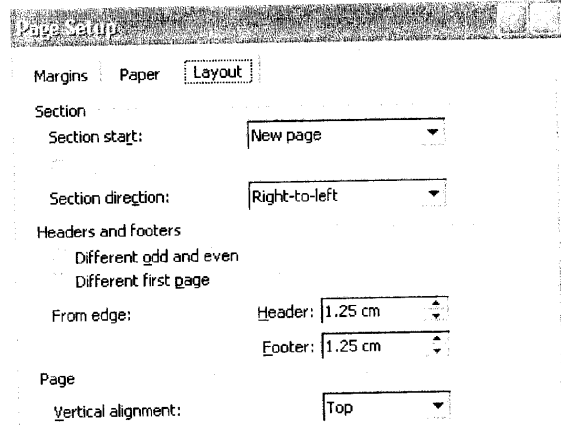 Page Setup
Margins Paper Layout
Section
Section start: New page
Section direction: Right-to-left
Headers and footers
Different odd and even
Different first page
From edge: Header: 1.25 cm
Footer: 1.25 cm
Page
Vertical alignment: Top